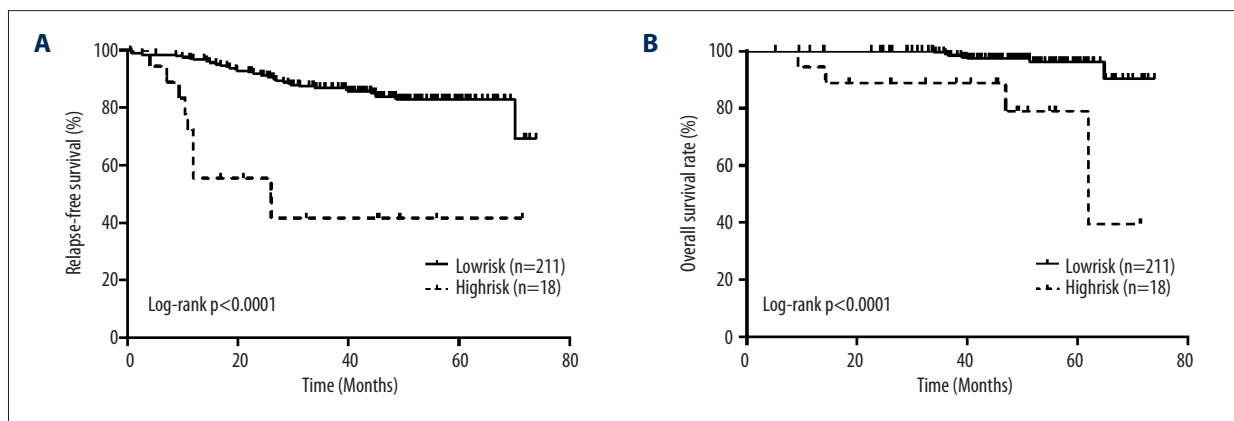 A
Relapse-free survival (%)
100
80
60
40
20
0
Lowrisk (n=211)
Highrisk (n=18)
Log-rank p<0.0001
0 20 40 60 80
Time (Months)
B
Overall survival rate (%)
100
80
60
40
20
0
Lowrisk (n=211)
Highrisk (n=18)
Log-rank p<0.0001
0 20 40 60 80
Time (Months)